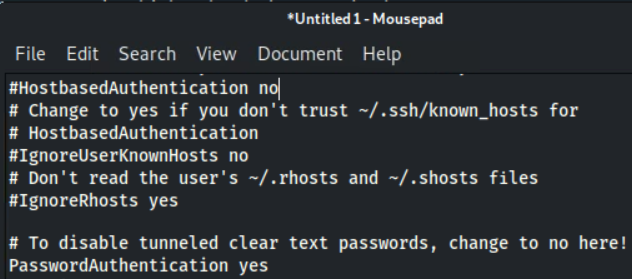 *Untitled 1 - Mousepad
File Edit Search View Document Help
#HostbasedAuthentication no
# Change to yes if you don't trust ~/.ssh/known_hosts for
# HostbasedAuthentication
#IgnoreUserKnownHosts no
# Don't read the user's ~/.rhosts and ~/.shosts files
#IgnoreRhosts yes
# To disable tunneled clear text passwords, change to no here!
PasswordAuthentication yes